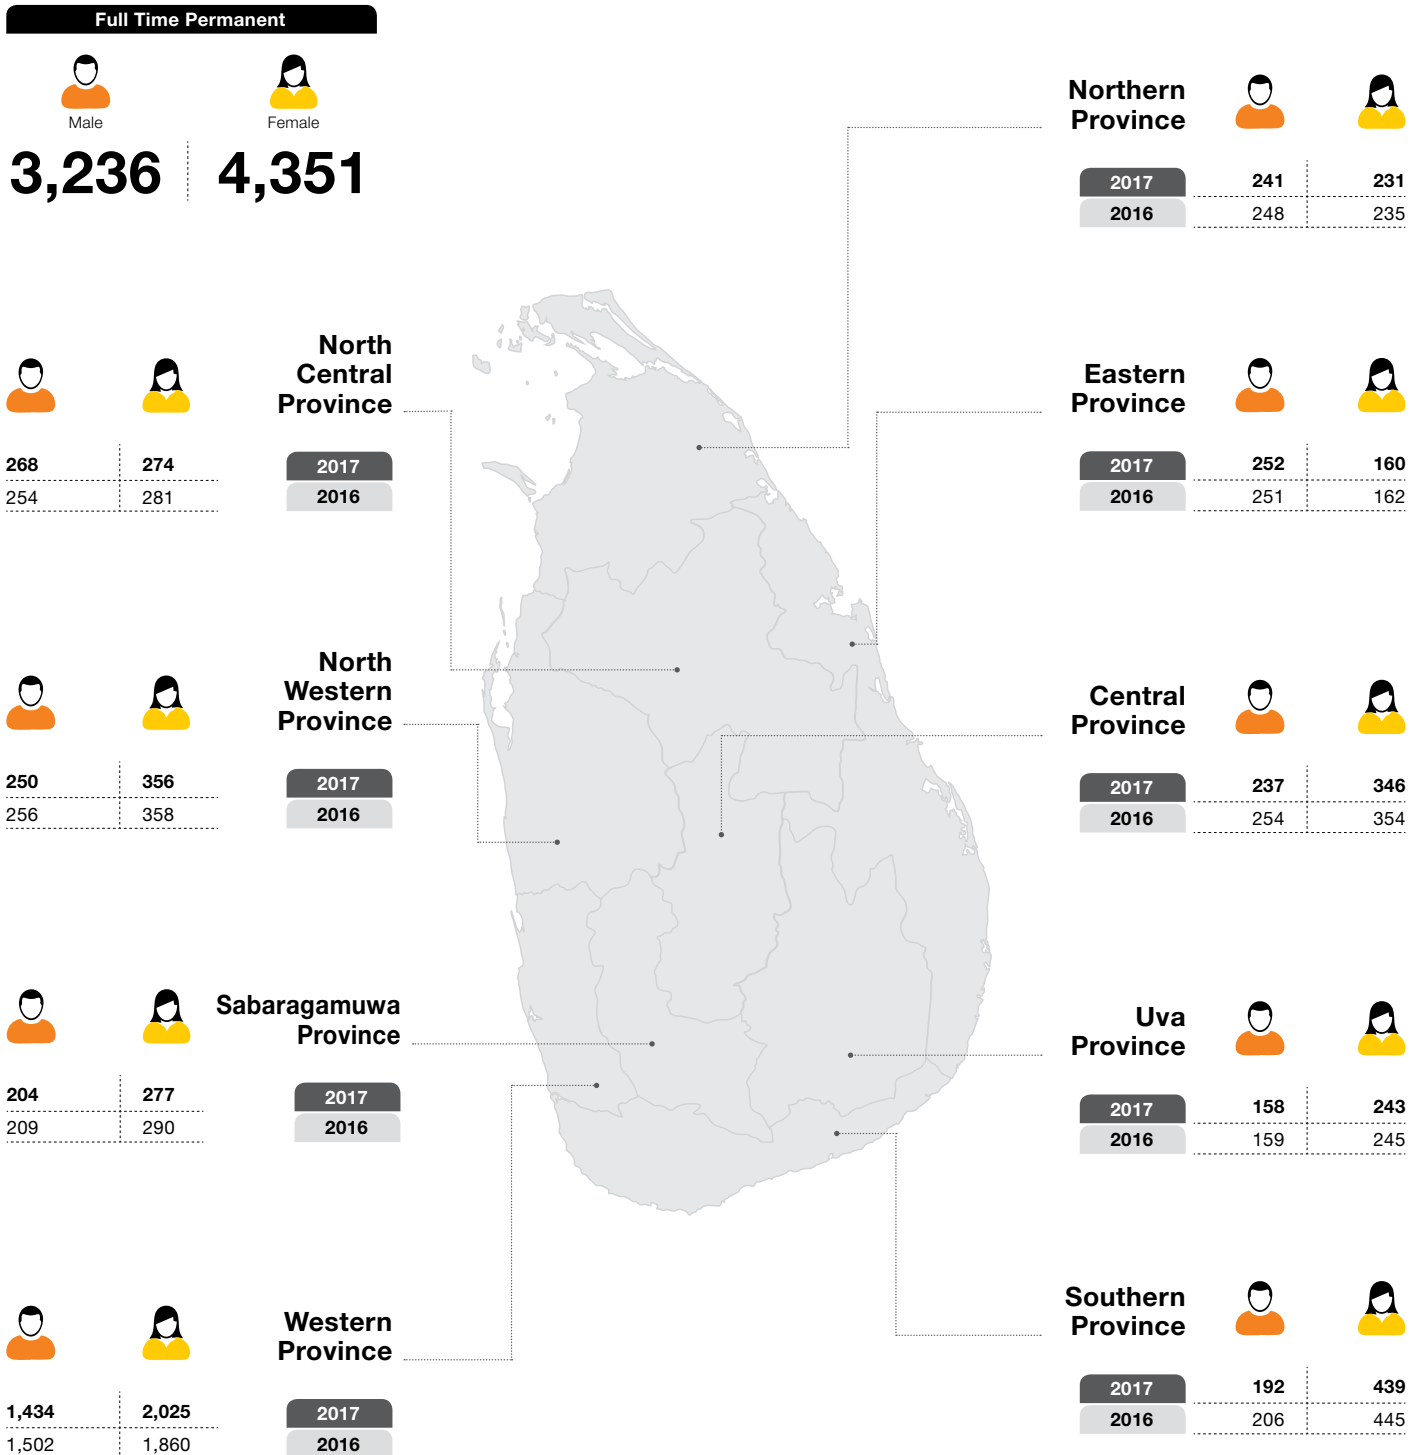 Full Time Permanent
Male Female
3,236 4,351
Northern
Province
2017 241 231
2016 248 235
North
Central
Province
268 274 2017
254 281 2016
Eastern
Province
2017 252 160
2016 251 162
North
Western
Province
250 356 2017
256 358 2016
Central
Province
2017 237 346
2016 254 354
Sabaragamuwa
Province
204 277 2017
209 290 2016
Uva
Province
2017 158 243
2016 159 245
Western
Province
1,434 2,025 2017
1,502 1,860 2016
Southern
Province
2017 192 439
2016 206 445